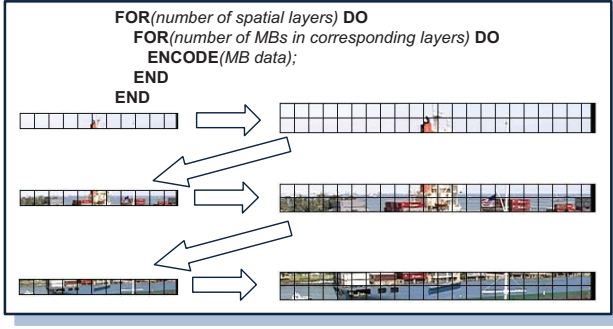 FOR(number of spatial layers) DO
FOR(number of MBs in corresponding layers) DO
ENCODE(MB data);
END
END